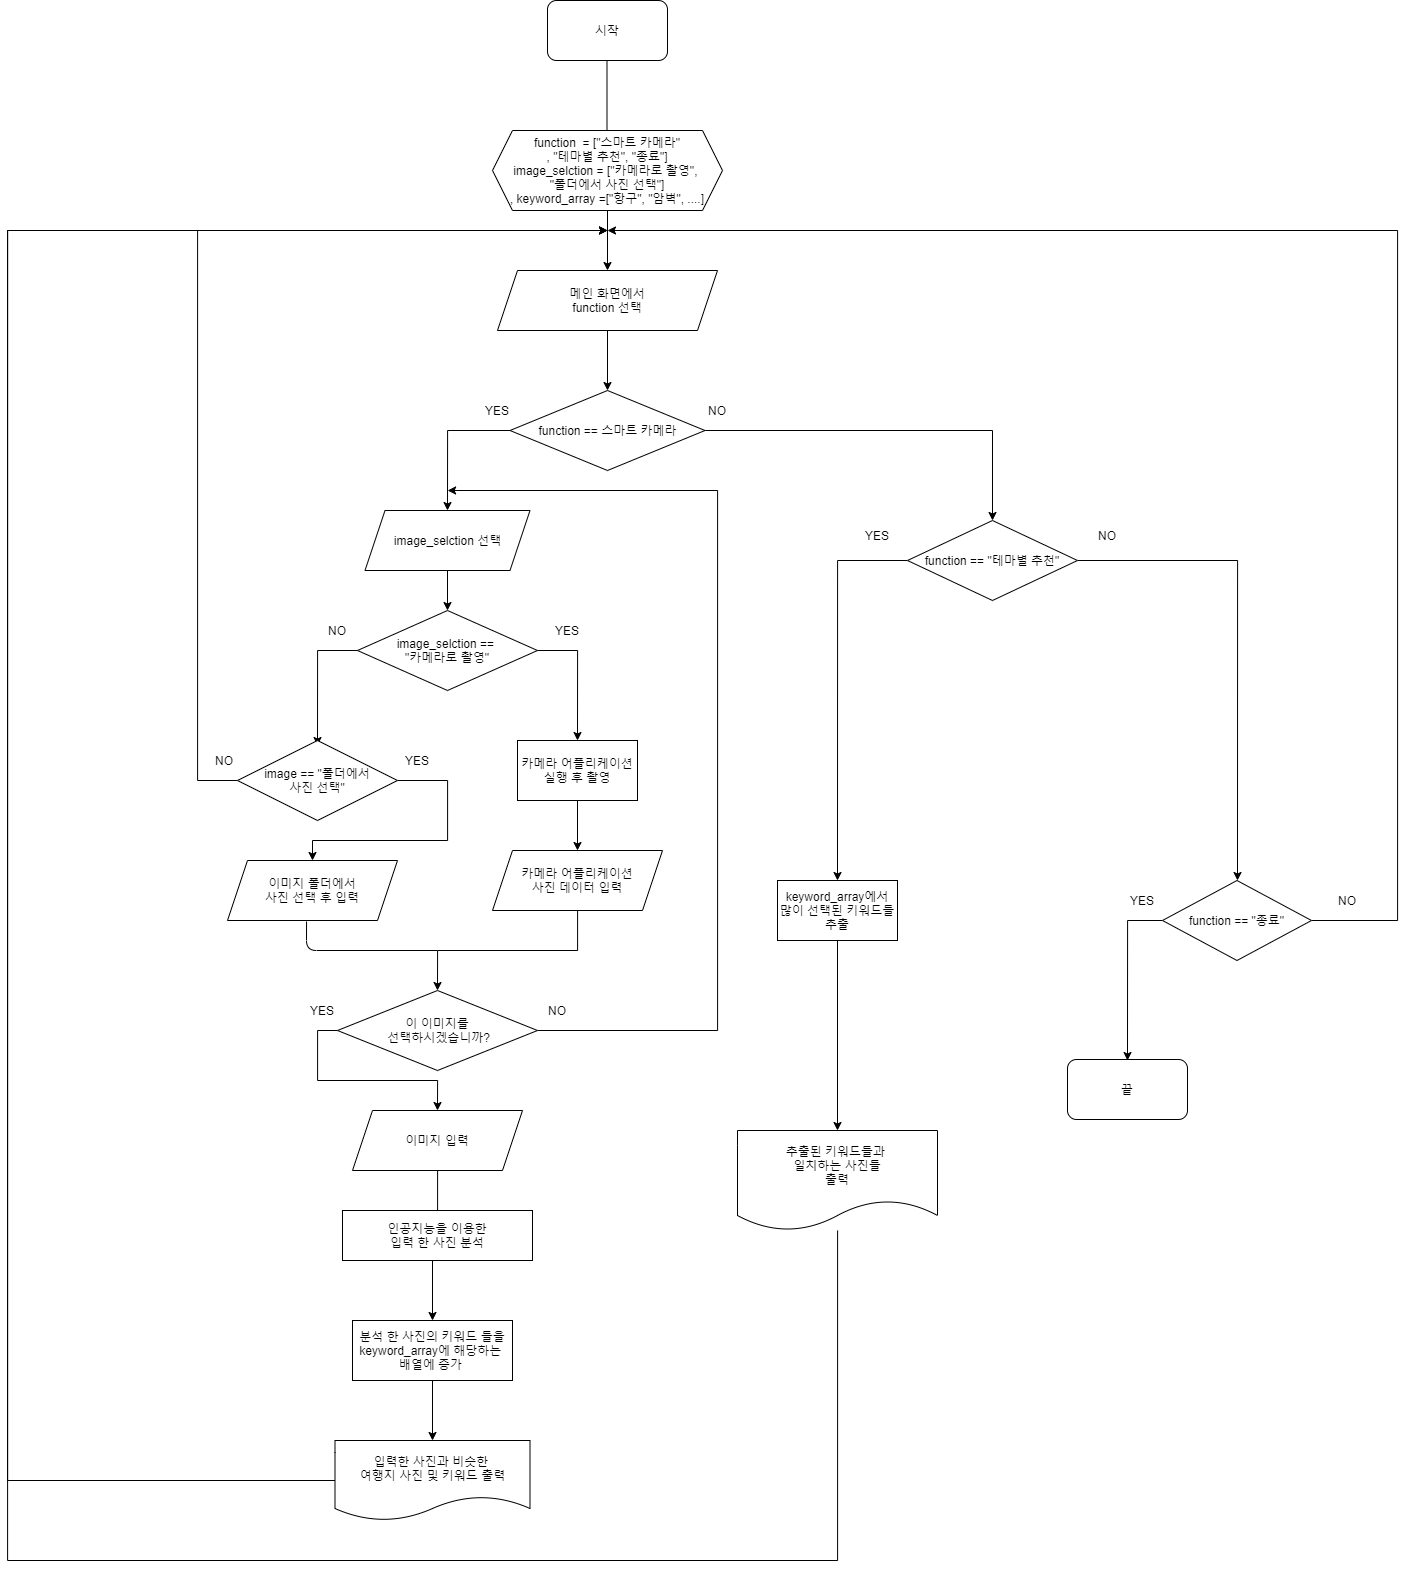 시작
function  = ["스마트 카메라"
, "테마별 추천", "종료"]
image_selction = ["카메라로 촬영",
"폴더에서 사진 선택"]
, keyword_array =["항구", "암벽", ....]
메인 화면에서
function 선택
YES
function == 스마트 카메라
NO
image_selction 선택
YES
function == "테마별 추천"
NO
NO
image_selction ==
"카메라로 촬영"
YES
NO
image == "폴더에서
사진 선택"
YES
카메라 어플리케이션
실행 후 촬영
이미지 폴더에서
사진 선택 후 입력
카메라 어플리케이션
사진 데이터 입력
keyword_array에서
많이 선택된 키워드들
추출
YES
function == "종료"
NO
YES
이 이미지를
선택하시겠습니까?
NO
끝
이미지 입력
추출된 키워드들과
일치하는 사진들
출력
인공지능을 이용한
입력 한 사진 분석
분석 한 사진의 키워드 들을
keyword_array에 해당하는
배열에 증가
입력한 사진과 비슷한
여행지 사진 및 키워드 출력